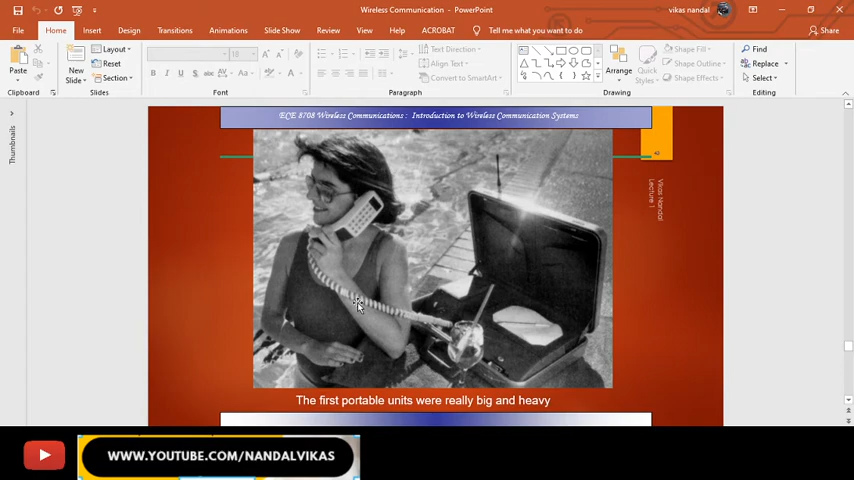 Wireless Communication - PowerPoint
vikas nandal
File Home Insert Design Transitions Animations Slide Show Review View Help ACROBAT Tell me what you want to do Share
Paste
Clipboard
New
Slide
Layout
Reset
Section
Slides
18
B I U S abc AV Aa A
Font
Paragraph
Text Direction
Align Text
Convert to SmartArt
Arrange
Quick
Styles
Shape Fill
Shape Outline
Shape Effects
Drawing
Find
Replace
Select
Editing
Thumbnails
ECE 8708 Wireless Communications : Introduction to Wireless Communication Systems
Vikas Nandal
Lecture 1
The first portable units were really big and heavy
WWW.YOUTUBE.COM/NANDALVIKAS